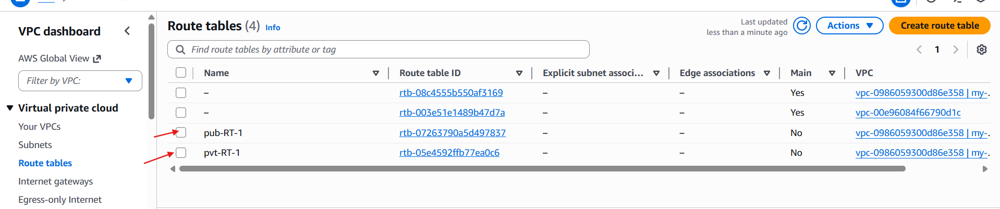 VPC dashboard
AWS Global View
Filter by VPC:
Virtual private cloud
Your VPCs
Subnets
Route tables
Internet gateways
Egress-only Internet
Route tables (4) Info
Last updated
less than a minute ago
Actions
Create route table
Find route tables by attribute or tag
1
Name Route table ID Explicit subnet associ... Edge associations Main VPC
– rtb-08c4555b550af3169 – – Yes vpc-0986059300d86e358 | my-.
– rtb-003e51e1489b47d7a – – Yes vpc-00e96084f66790d1c
pub-RT-1 rtb-07263790a5d497837 – – No vpc-0986059300d86e358 | my-.
pvt-RT-1 rtb-05e4592ffb77ea0c6 – – No vpc-0986059300d86e358 | my-.